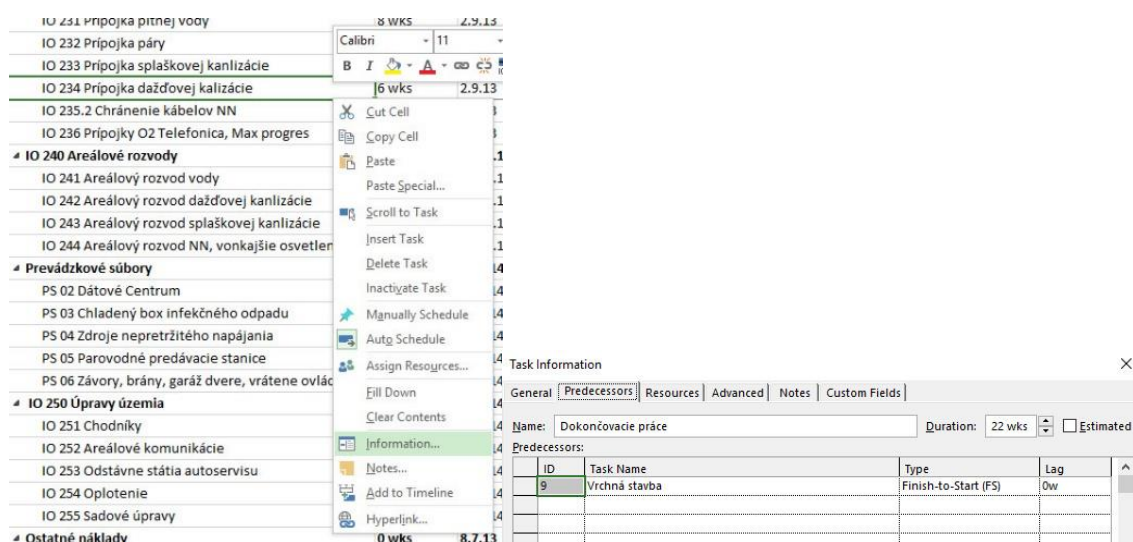 IO 231 Prípojka pitnej vody 8 wks 2.9.13
IO 232 Prípojka páry
IO 233 Prípojka splaškovej kanlizácie
IO 234 Prípojka dažďovej kalizácie 6 wks 2.9.13
IO 235.2 Chránenie kábelov NN
IO 236 Prípojky O2 Telefonica, Max progres
IO 240 Areálové rozvody
IO 241 Areálový rozvod vody
IO 242 Areálový rozvod dažďovej kanlizácie
IO 243 Areálový rozvod splaškovej kanlizácie
IO 244 Areálový rozvod NN, vonkajšie osvetlen
Prevádzkové súbory
PS 02 Dátové Centrum
PS 03 Chladený box infekčného odpadu
PS 04 Zdroje nepretržitého napájania
PS 05 Parovodné predávacie stanice
PS 06 Závory, brány, garáž dvere, vrátene ovlác
IO 250 Úpravy územia
IO 251 Chodníky
IO 252 Areálové komunikácie
IO 253 Odstávne státia autoservisu
IO 254 Oplotenie
IO 255 Sadové úpravy
Ostatné náklady 0 wks 8.7.13
Calibri 11
B I A
Cut Cell
Copy Cell
Paste
Paste Special...
Scroll to Task
Insert Task
Delete Task
Inactivate Task
Manually Schedule
Auto Schedule
Assign Resources...
Fill Down
Clear Contents
Information...
Notes...
Add to Timeline
Hyperlink...
Task Information
General Predecessors Resources Advanced Notes Custom Fields
Name: Dokončovacie práce Duration: 22 wks Estimated
Predecessors:
ID Task Name Type Lag
9 Vrchná stavba Finish-to-Start (FS) 0w